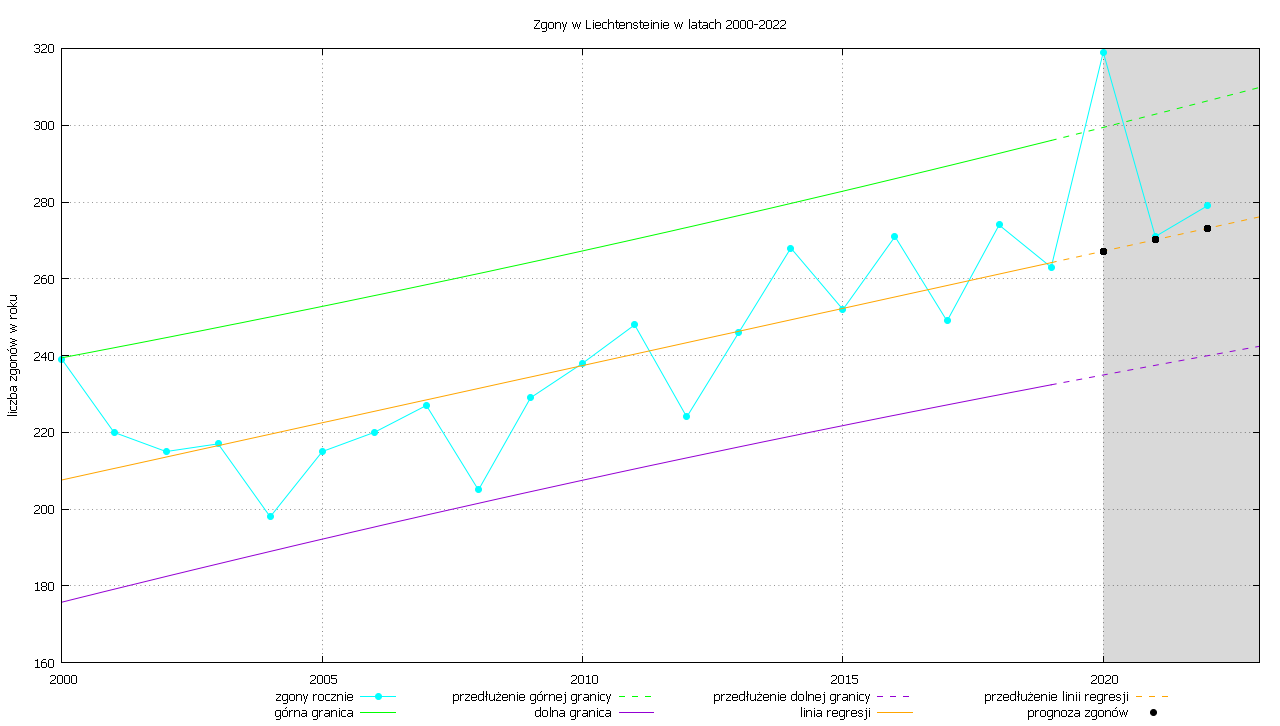 Zgony w Liechtensteinie w latach 2000-2022
liczba zgonów w roku
320
300
280
260
240
220
200
180
160
2000 2005 2010 2015 2020
zgony rocznie przedłużenie górnej granicy przedłużenie dolnej granicy przedłużenie linii regresji
górna granica dolna granica linia regresji prognoza zgonów